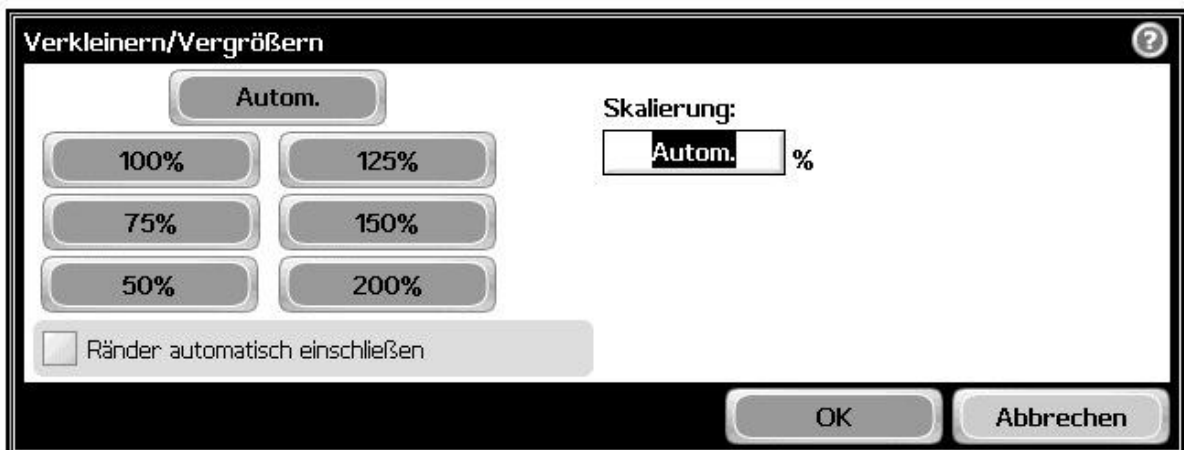 Verkleinern/Vergrößern ?
Autom.
Skalierung:
100% 125%
Autom. %
75% 150%
50% 200%
Ränder automatisch einschließen
OK Abbrechen